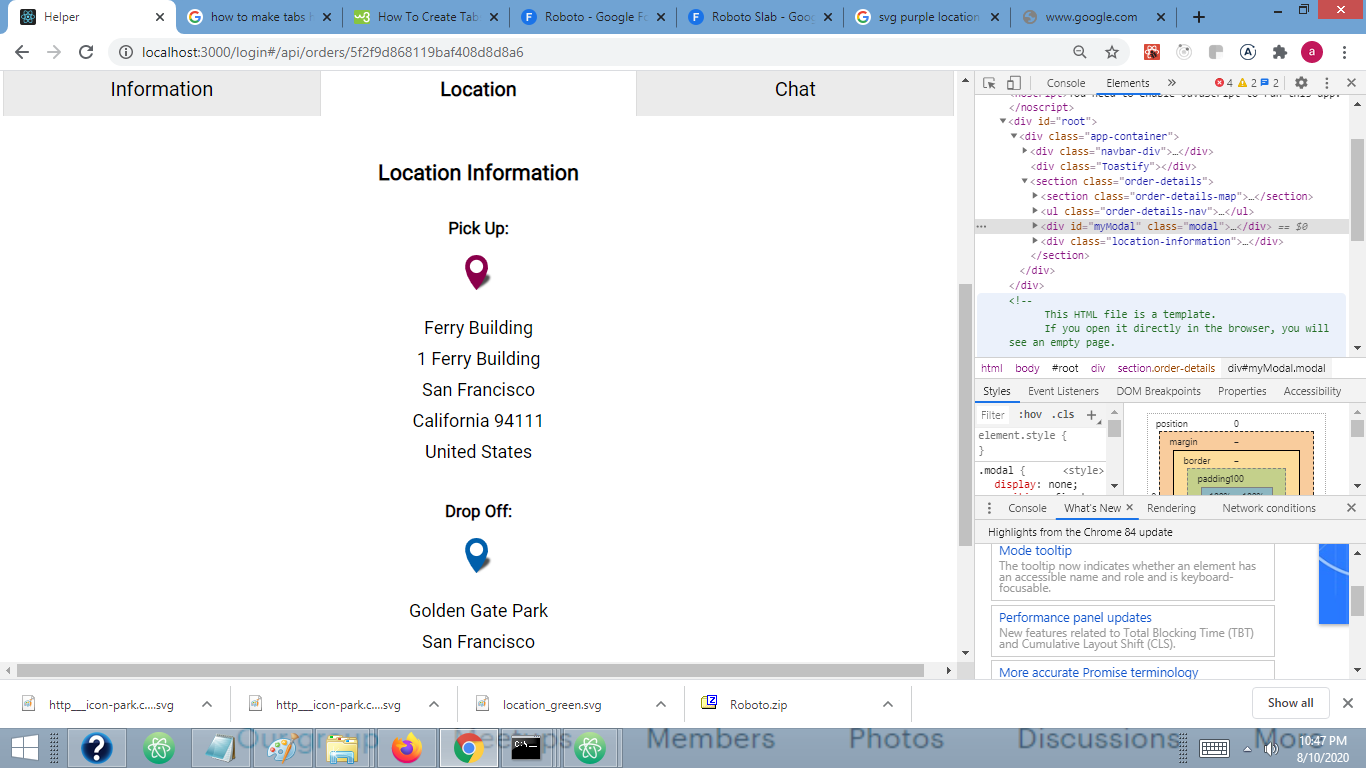 Helper
how to make tabs h
How To Create Tab
Roboto - Google Fo
Roboto Slab - Goog
svg purple location
www.google.com
localhost:3000/login#/api/orders/5f2f9d868119baf408d8d8a6
a
Information
Location
Chat
Location Information
Pick Up:
Ferry Building
1 Ferry Building
San Francisco
California 94111
United States
Drop Off:
Golden Gate Park
San Francisco
Console
Elements
4
2
2
</noscript>
<div id="root">
<div class="app-container">
<div class="navbar-div">…</div>
<div class="Toastify"></div>
<section class="order-details">
<section class="order-details-map">…</section>
<ul class="order-details-nav">…</ul>
<div id="myModal" class="modal">…</div> == $0
<div class="location-information">…</div>
</section>
</div>
</div>
<!--
This HTML file is a template.
If you open it directly in the browser, you will
see an empty page.
html body #root div section.order-details div#myModal.modal
Styles Event Listeners DOM Breakpoints Properties Accessibility
Filter :hov .cls +
element.style {
}
.modal { <style>
display: none;
position 0
margin –
border –
padding100
Console What's New Rendering Network conditions
Highlights from the Chrome 84 update
Mode tooltip
The tooltip now indicates whether an element has
an accessible name and role and is keyboard-
focusable.
Performance panel updates
New features related to Total Blocking Time (TBT)
and Cumulative Layout Shift (CLS).
More accurate Promise terminology
http___icon-park.c....svg
http___icon-park.c....svg
location_green.svg
Roboto.zip
Show all
Our group
Meetups
Members
Photos
Discussions
More
10:47 PM
8/10/2020